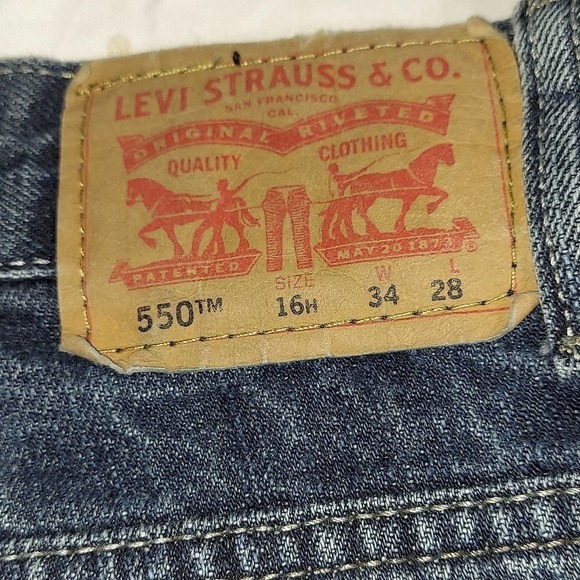 LEVI STRAUSS & CO.
SAN FRANCISCO
CAL.
ORIGINAL RIVETED
QUALITY CLOTHING
PATENTED MAY 20 1873 ®
SIZE W L
550™ 16H 34 28